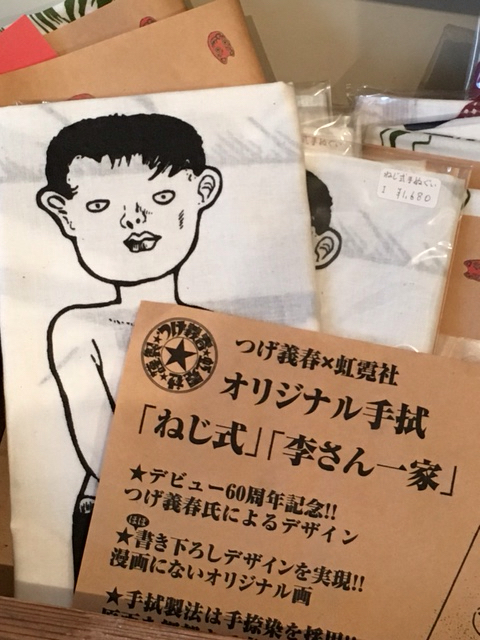 ねじ式手ぬぐい
¥1,680
つげ義春×虹霓社
オリジナル手拭
「ねじ式」「李さん一家」
★デビュー60周年記念!!
つげ義春氏によるデザイン
ほぼ
★書き下ろしデザインを実現!!
漫画にないオリジナル画
★手拭製法は手捺染を採用